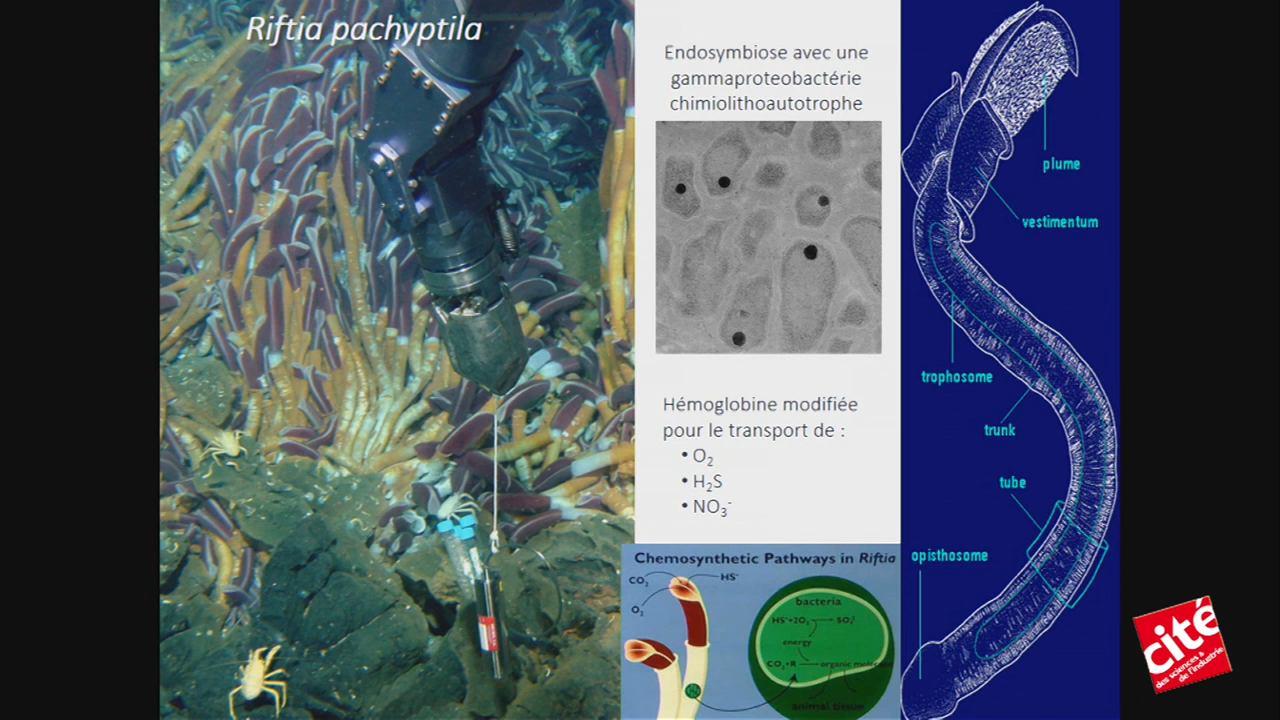 Riftia pachyptila
Endosymbiose avec une
gammaproteobactérie
chimiolithoautotrophe
Hémoglobine modifiée
pour le transport de :
• O₂
• H₂S
• NO₃⁻
Chemosynthetic Pathways in Riftia
CO₂
HS⁻
O₂
bacteria
HS⁻+2O₂
energy
CO₂+R
organic
animal tissue
plume
vestimentum
trophosome
trunk
tube
opisthosome
cité
des sciences &
de l'industrie